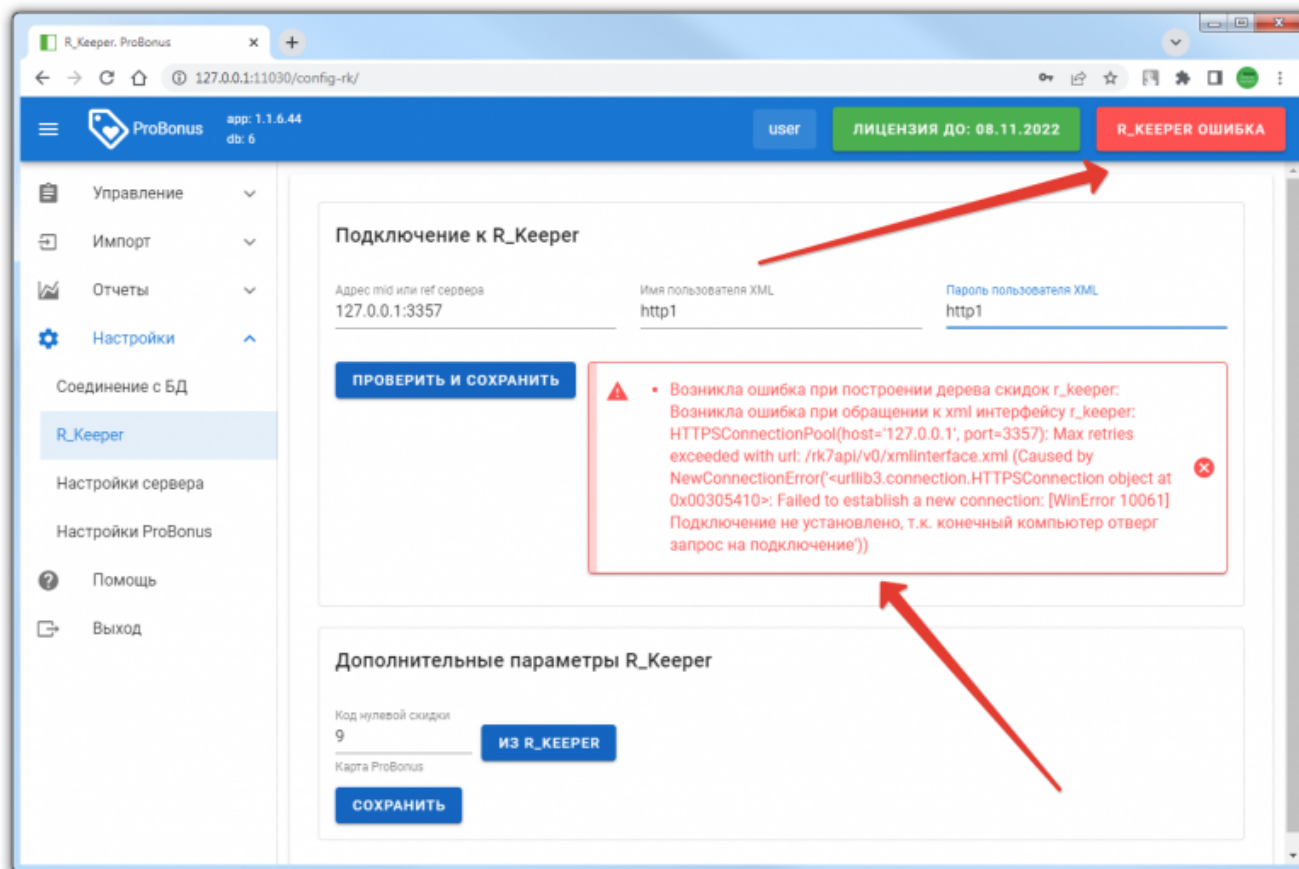 R_Keeper. ProBonus
127.0.0.1:11030/config-rk/
ProBonus
app: 1.1.6.44
db: 6
user
ЛИЦЕНЗИЯ ДО: 08.11.2022
R_KEEPER ОШИБКА
Управление
Импорт
Отчеты
Настройки
Соединение с БД
R_Keeper
Настройки сервера
Настройки ProBonus
Помощь
Выход
Подключение к R_Keeper
Адрес mid или ref сервера
127.0.0.1:3357
Имя пользователя XML
http1
Пароль пользователя XML
http1
ПРОВЕРИТЬ И СОХРАНИТЬ
Возникла ошибка при построении дерева скидок r_keeper:
Возникла ошибка при обращении к xml интерфейсу r_keeper:
HTTPSConnectionPool(host='127.0.0.1', port=3357): Max retries
exceeded with url: /rk7api/v0/xmlinterface.xml (Caused by
NewConnectionError('<urllib3.connection.HTTPSConnection object at
0x00305410>: Failed to establish a new connection: [WinError 10061]
Подключение не установлено, т.к. конечный компьютер отверг
запрос на подключение'))
Дополнительные параметры R_Keeper
Код нулевой скидки
9
ИЗ R_KEEPER
Карта ProBonus
СОХРАНИТЬ